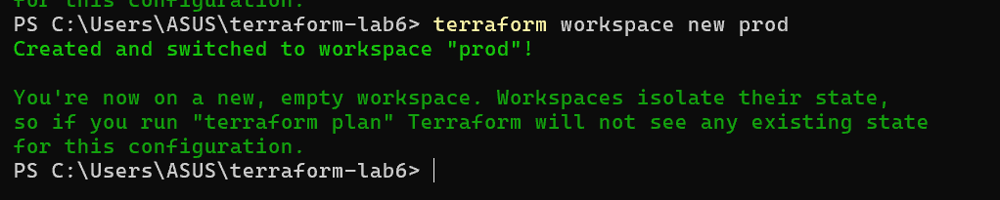 for this configuration.
PS C:\Users\ASUS\terraform-lab6> terraform workspace new prod
Created and switched to workspace "prod"!
You're now on a new, empty workspace. Workspaces isolate their state,
so if you run "terraform plan" Terraform will not see any existing state
for this configuration.
PS C:\Users\ASUS\terraform-lab6>